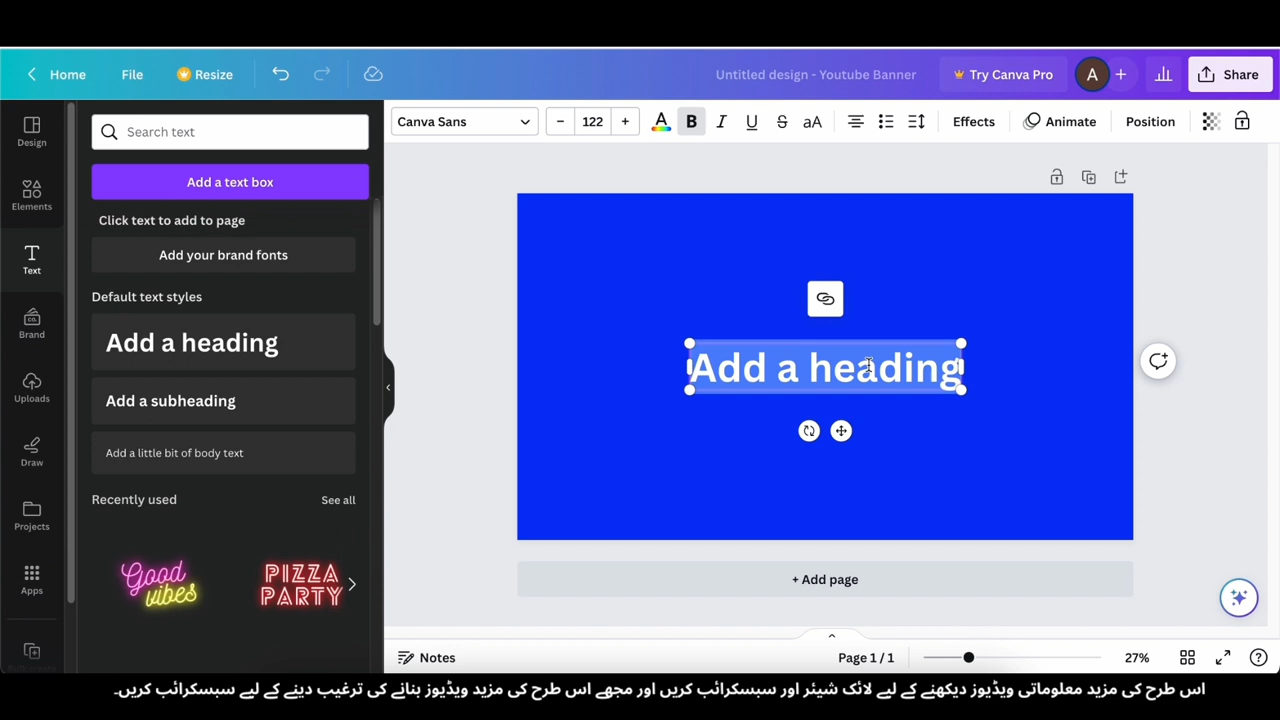 Home
File
Resize
Untitled design - Youtube Banner
Try Canva Pro
A
Share
Design
Elements
Text
Brand
Uploads
Draw
Projects
Apps
Search text
Add a text box
Click text to add to page
Add your brand fonts
Default text styles
Add a heading
Add a subheading
Add a little bit of body text
Recently used
See all
Good vibes
PIZZA PARTY
Canva Sans
122
A
B
I
U
S
aA
Effects
Animate
Position
Add a heading
+ Add page
Notes
Page 1 / 1
27%
اس طرح کی مزید معلوماتی ویڈیوز دیکھنے کے لیے لائک شیئر اور سبسکرائب کریں اور مجھے اس طرح کی مزید ویڈیوز بنانے کی ترغیب دینے کے لیے سبسکرائب کریں۔